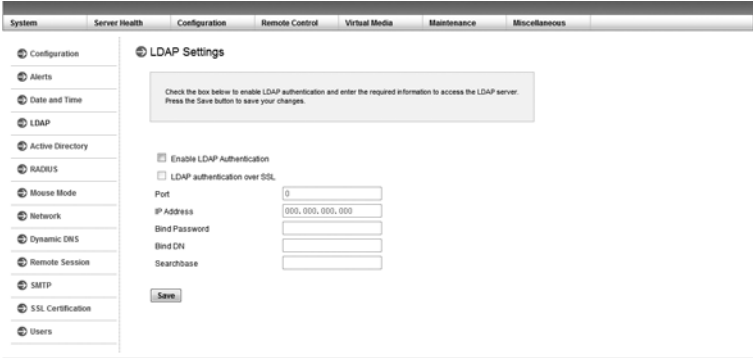 System Server Health Configuration Remote Control Virtual Media Maintenance Miscellaneous
Configuration
Alerts
Date and Time
LDAP
Active Directory
RADIUS
Mouse Mode
Network
Dynamic DNS
Remote Session
SMTP
SSL Certification
Users
LDAP Settings
Check the box below to enable LDAP authentication and enter the required information to access the LDAP server.
Press the Save button to save your changes.
Enable LDAP Authentication
LDAP authentication over SSL
Port 0
IP Address 000.000.000.000
Bind Password
Bind DN
Searchbase
Save